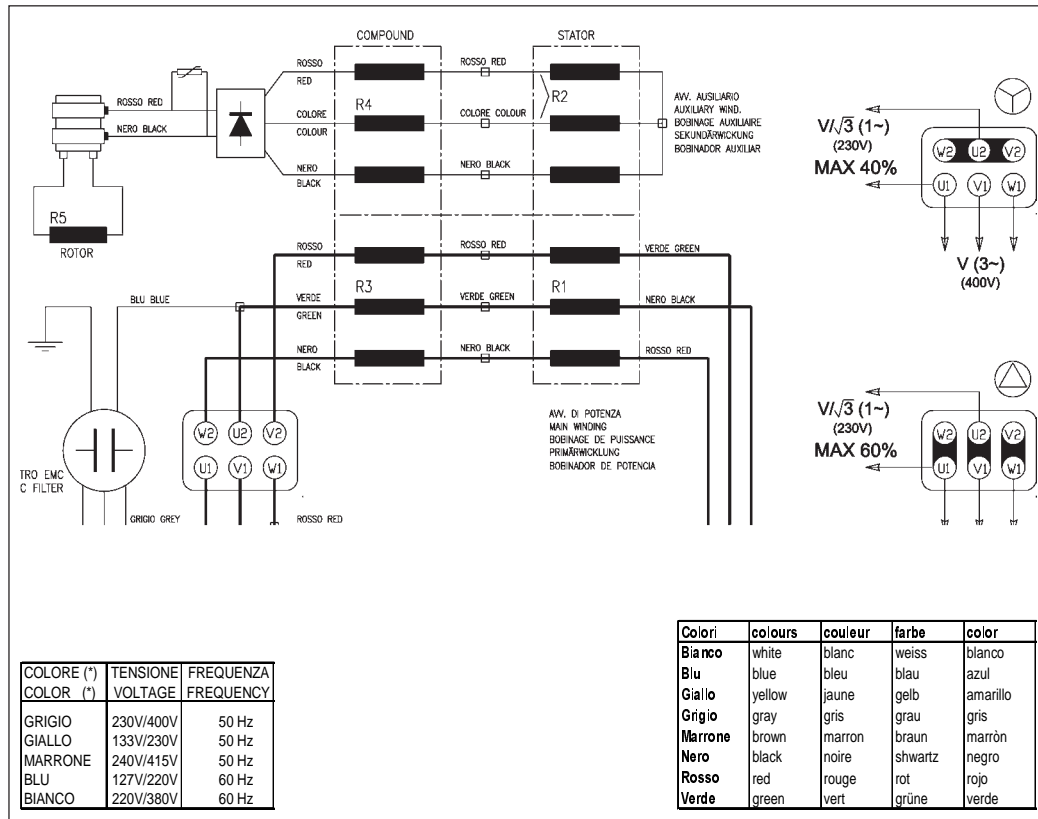 COMPOUND
STATOR
ROSSO
RED
ROSSO RED
ROSSO RED
R4
R2
COLORE
COLOUR
COLORE COLOUR
NERO BLACK
NERO
BLACK
NERO BLACK
AVV. AUSILIARIO
AUXILIARY WIND.
BOBINAGE AUXILIAIRE
SEKUNDÄRWICKUNG
BOBINADOR AUXILIAR
R5
ROTOR
ROSSO
RED
ROSSO RED
VERDE GREEN
BLU BLUE
VERDE
GREEN
R3
VERDE GREEN
R1
NERO BLACK
NERO
BLACK
NERO BLACK
ROSSO RED
AVV. DI POTENZA
MAIN WINDING
BOBINAGE DE PUISSANCE
PRIMÄRWICKLUNG
BOBINADOR DE POTENCIA
W2 U2 V2
U1 V1 W1
TRO EMC
C FILTER
GRIGIO GREY
ROSSO RED
V/√3 (1~)
(230V)
MAX 40%
W2 U2 V2
U1 V1 W1
V (3~)
(400V)
V/√3 (1~)
(230V)
MAX 60%
W2 U2 V2
U1 V1 W1
COLORE (*) TENSIONE FREQUENZA
COLOR (*) VOLTAGE FREQUENCY
GRIGIO 230V/400V 50 Hz
GIALLO 133V/230V 50 Hz
MARRONE 240V/415V 50 Hz
BLU 127V/220V 60 Hz
BIANCO 220V/380V 60 Hz
Colori colours couleur farbe color
Bianco white blanc weiss blanco
Blu blue bleu blau azul
Giallo yellow jaune gelb amarillo
Grigio gray gris grau gris
Marrone brown marron braun marròn
Nero black noire shwartz negro
Rosso red rouge rot rojo
Verde green vert grüne verde